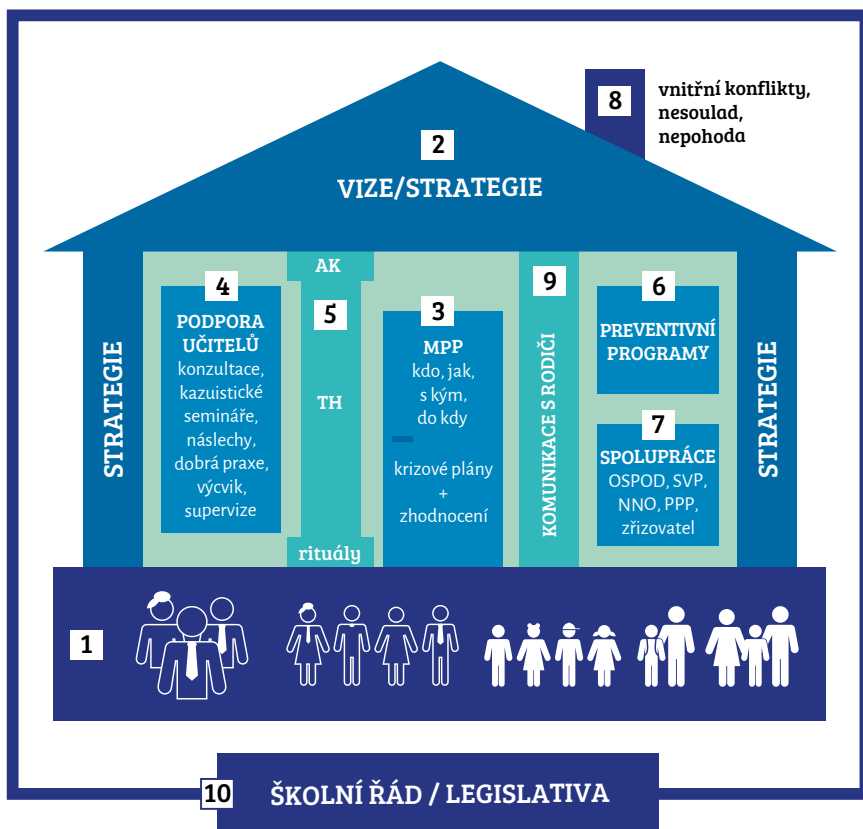 8
vnitřní konflikty,
nesoulad,
nepohoda
2
VIZE/STRATEGIE
STRATEGIE
4
PODPORA
UČITELŮ
konzultace,
kazuistické
semináře,
náslechy,
dobrá praxe,
výcvik,
supervize
AK
5
TH
rituály
3
MPP
kdo, jak,
s kým,
do kdy
krizové plány
+
zhodnocení
9
KOMUNIKACE S RODIČI
6
PREVENTIVNÍ
PROGRAMY
7
SPOLUPRÁCE
OSPOD, SVP,
NNO, PPP,
zřizovatel
STRATEGIE
1
10
ŠKOLNÍ ŘÁD / LEGISLATIVA